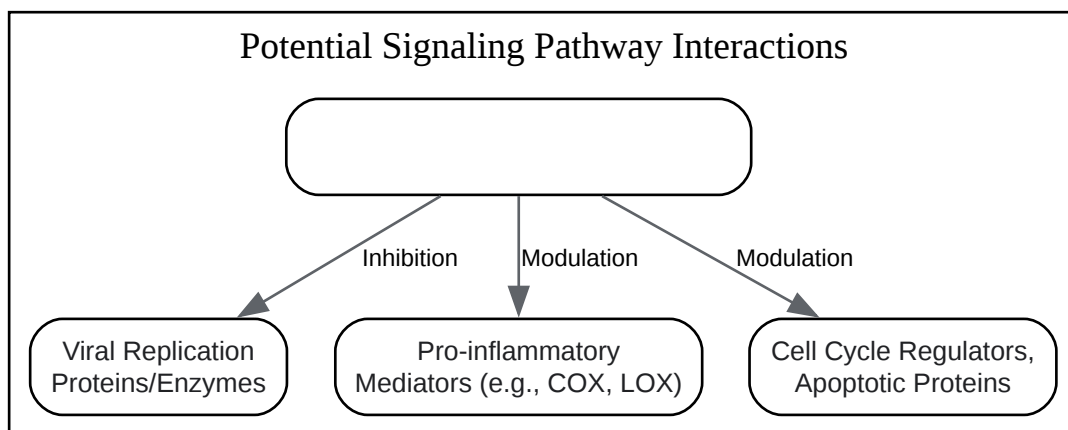 Potential Signaling Pathway Interactions
Inhibition
Modulation
Modulation
Viral Replication
Proteins/Enzymes
Pro-inflammatory
Mediators (e.g., COX, LOX)
Cell Cycle Regulators,
Apoptotic Proteins